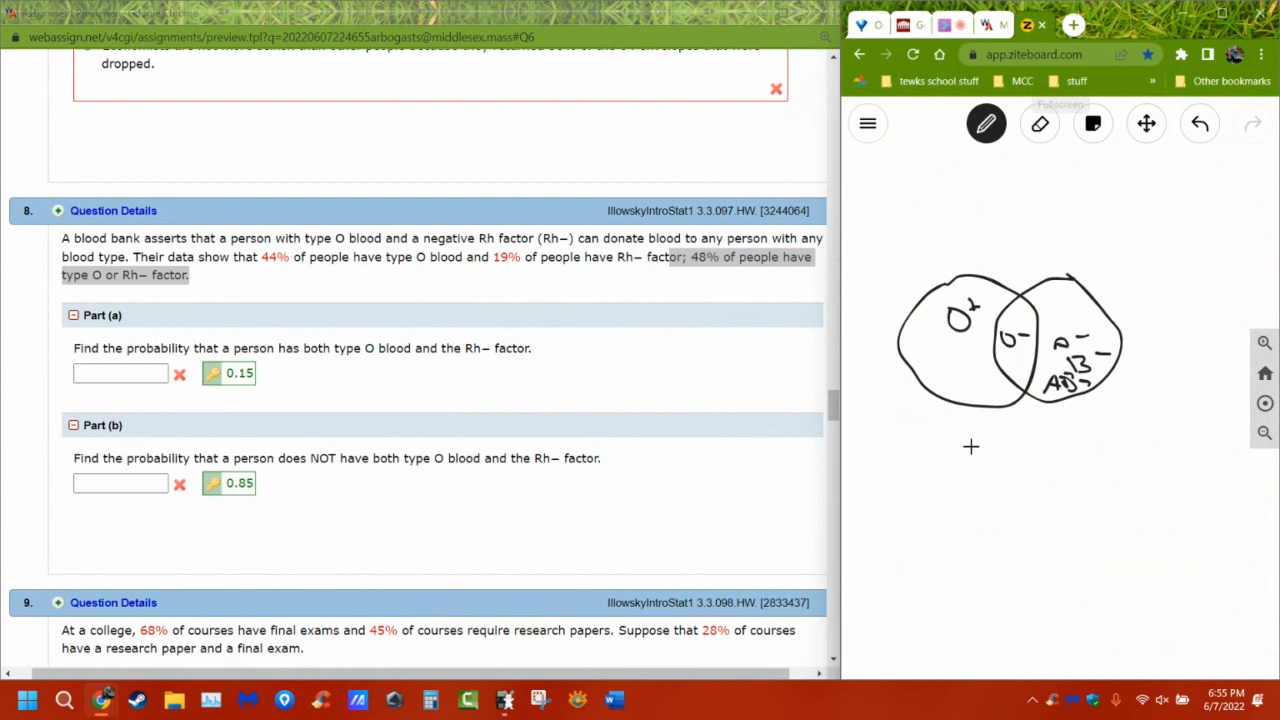 webassign.net/v4cgi/assignments/preview.tpl?q=20220607224655arbogasts@middlesex.mass#Q6
dropped.
8. Question Details IllowskyIntroStat1 3.3.097.HW. [3244064]
A blood bank asserts that a person with type O blood and a negative Rh factor (Rh−) can donate blood to any person with any
blood type. Their data show that 44% of people have type O blood and 19% of people have Rh− factor; 48% of people have
type O or Rh− factor.
Part (a)
Find the probability that a person has both type O blood and the Rh− factor.
0.15
Part (b)
Find the probability that a person does NOT have both type O blood and the Rh− factor.
0.85
9. Question Details IllowskyIntroStat1 3.3.098.HW. [2833437]
At a college, 68% of courses have final exams and 45% of courses require research papers. Suppose that 28% of courses
have a research paper and a final exam.
app.ziteboard.com
tewks school stuff MCC stuff » Other bookmarks
Fullscreen
O+
O−
B −
6:55 PM
6/7/2022